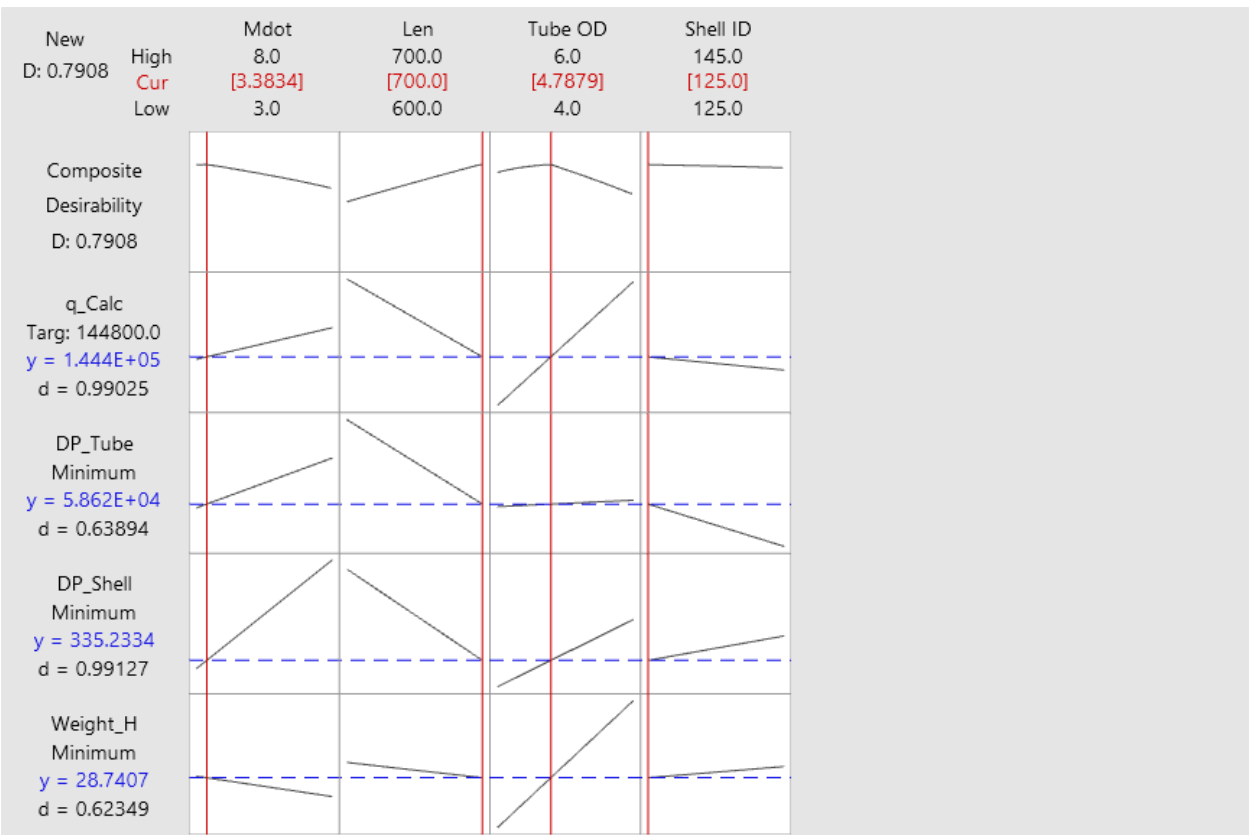 New
D: 0.7908
High
Cur
Low
Mdot
8.0
[3.3834]
3.0
Len
700.0
[700.0]
600.0
Tube OD
6.0
[4.7879]
4.0
Shell ID
145.0
[125.0]
125.0
Composite
Desirability
D: 0.7908
q_Calc
Targ: 144800.0
y = 1.444E+05
d = 0.99025
DP_Tube
Minimum
y = 5.862E+04
d = 0.63894
DP_Shell
Minimum
y = 335.2334
d = 0.99127
Weight_H
Minimum
y = 28.7407
d = 0.62349